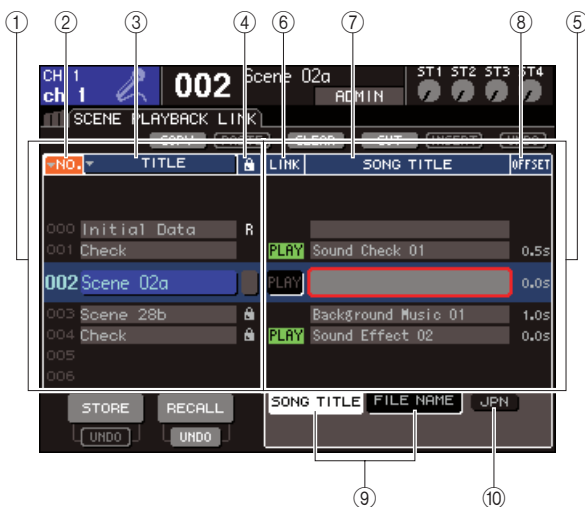 ① ② ③ ④ ⑥ ⑦ ⑧ ⑤
CH 1
ch 1
002
Scene 02a
ADMIN
ST1 ST2 ST3 ST4
SCENE PLAYBACK LINK
COPY PASTE CLEAR CUT INSERT UNDO
NO. TITLE LINK SONG TITLE OFFSET
000 Initial Data R
001 Check PLAY Sound Check 01 0.5s
002 Scene 02a PLAY 0.0s
003 Scene 28b Background Music 01 1.0s
004 Check PLAY Sound Effect 02 0.0s
005
006
STORE RECALL SONG TITLE FILE NAME JPN
UNDO UNDO
⑨ ⑩